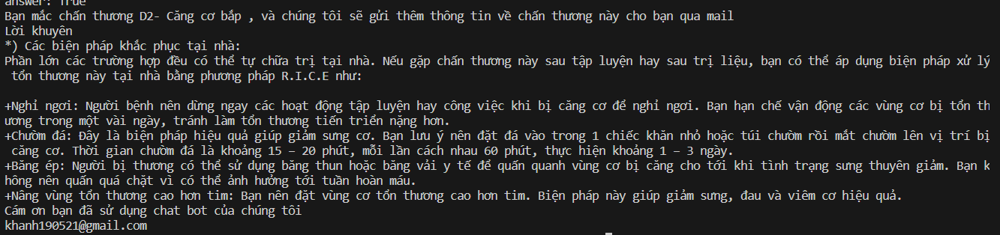 answer: True
Bạn mắc chấn thương D2- Căng cơ bắp , và chúng tôi sẽ gửi thêm thông tin về chấn thương này cho bạn qua mail
Lời khuyên
*) Các biện pháp khắc phục tại nhà:
Phần lớn các trường hợp đều có thể tự chữa trị tại nhà. Nếu gặp chấn thương này sau tập luyện hay sau trị liệu, bạn có thể áp dụng biện pháp xử lý
 tổn thương này tại nhà bằng phương pháp R.I.C.E như:
+Nghỉ ngơi: Người bệnh nên dừng ngay các hoạt động tập luyện hay công việc khi bị căng cơ để nghỉ ngơi. Bạn hạn chế vận động các vùng cơ bị tổn th
ương trong một vài ngày, tránh làm tổn thương tiến triển nặng hơn.
+Chườm đá: Đây là biện pháp hiệu quả giúp giảm sưng cơ. Bạn lưu ý nên đặt đá vào trong 1 chiếc khăn nhỏ hoặc túi chườm rồi mắt chườm lên vị trí bị
 căng cơ. Thời gian chườm đá là khoảng 15 – 20 phút, mỗi lần cách nhau 60 phút, thực hiện khoảng 1 – 3 ngày.
+Băng ép: Người bị thương có thể sử dụng băng thun hoặc băng vải y tế để quấn quanh vùng cơ bị căng cho tới khi tình trạng sưng thuyên giảm. Bạn k
hông nên quấn quá chặt vì có thể ảnh hưởng tới tuần hoàn máu.
+Nâng vùng tổn thương cao hơn tim: Bạn nên đặt vùng cơ tổn thương cao hơn tim. Biện pháp này giúp giảm sưng, đau và viêm cơ hiệu quả.
Cám ơn bạn đã sử dụng chat bot của chúng tôi
khanh190521@gmail.com